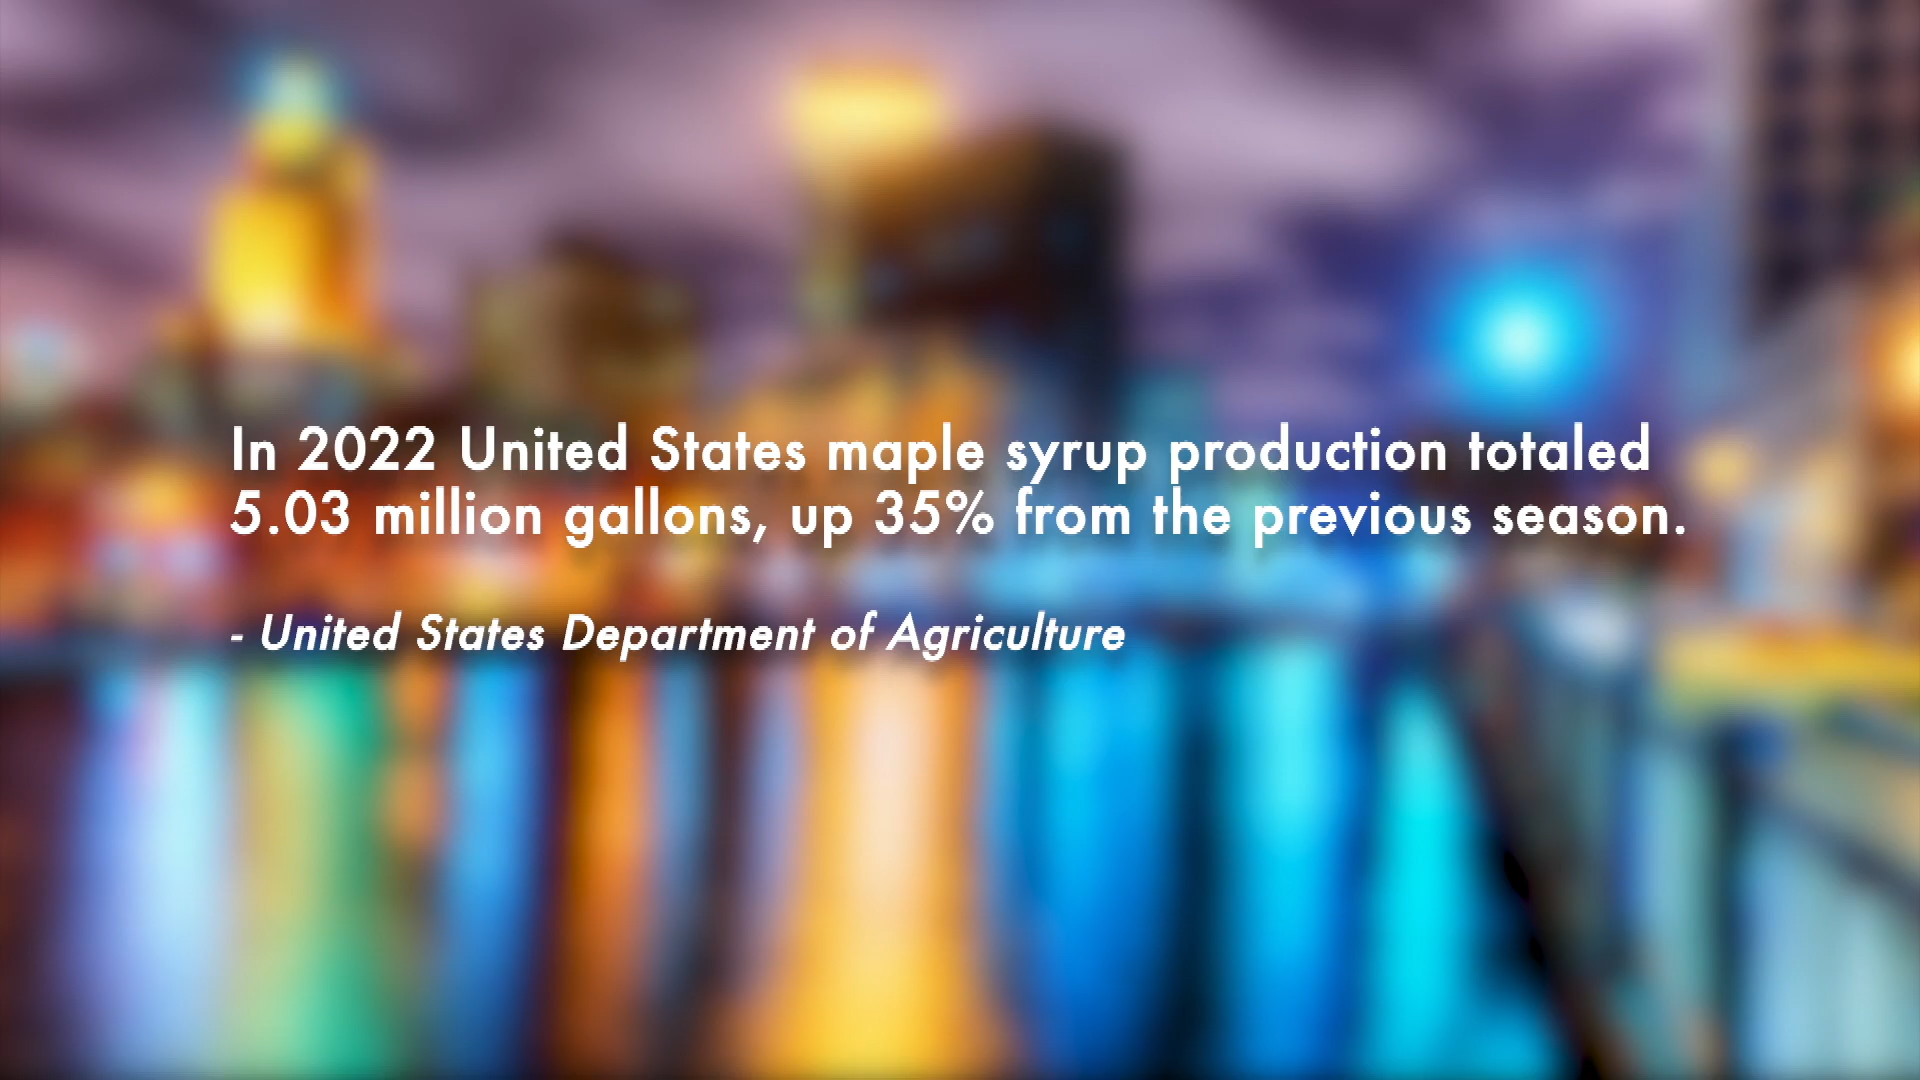 In 2022 United States maple syrup production totaled
5.03 million gallons, up 35% from the previous season.
- United States Department of Agriculture